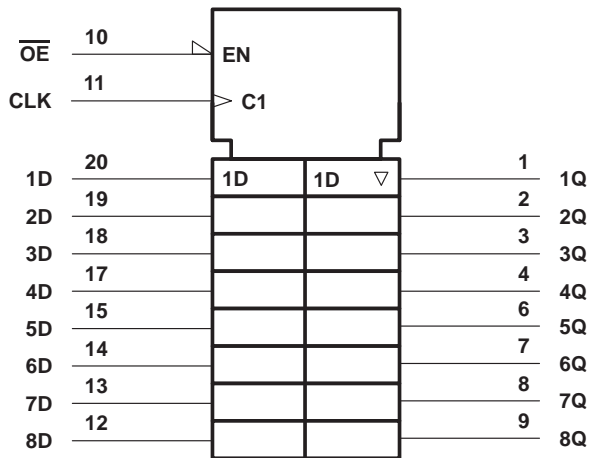 OE 10 EN
CLK 11 C1
1D 20 1D 1D 1 1Q
2D 19 2 2Q
3D 18 3 3Q
4D 17 4 4Q
5D 15 6 5Q
6D 14 7 6Q
7D 13 8 7Q
8D 12 9 8Q